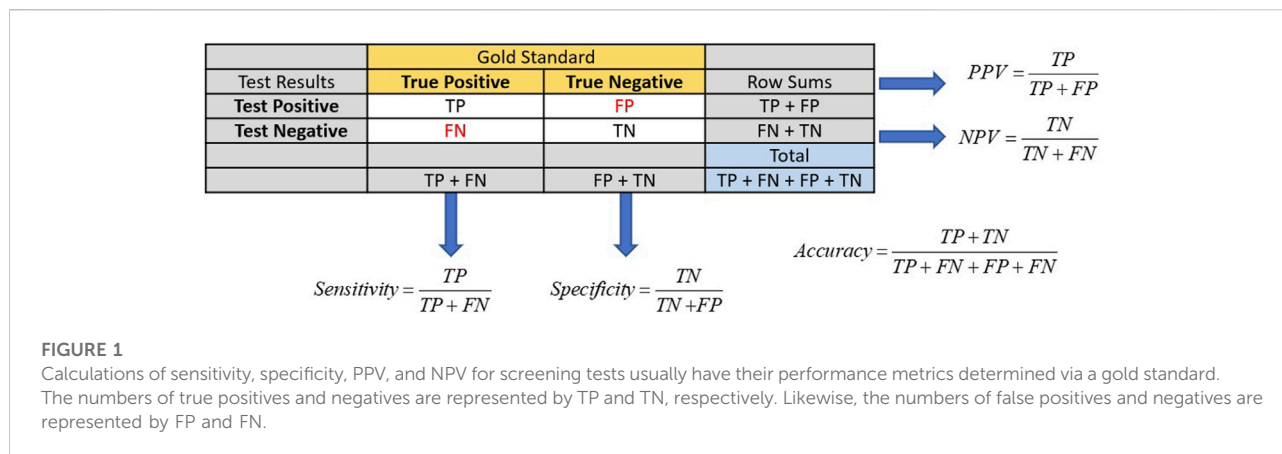 Gold Standard
Test Results True Positive True Negative Row Sums
Test Positive TP FP TP + FP
Test Negative FN TN FN + TN
Total
TP + FN FP + TN TP + FN + FP + TN
PPV = TP / TP + FP
NPV = TN / TN + FN
Accuracy = TP + TN / TP + FN + FP + FN
Sensitivity = TP / TP + FN
Specificity = TN / TN + FP
FIGURE 1
Calculations of sensitivity, specificity, PPV, and NPV for screening tests usually have their performance metrics determined via a gold standard.
The numbers of true positives and negatives are represented by TP and TN, respectively. Likewise, the numbers of false positives and negatives are
represented by FP and FN.